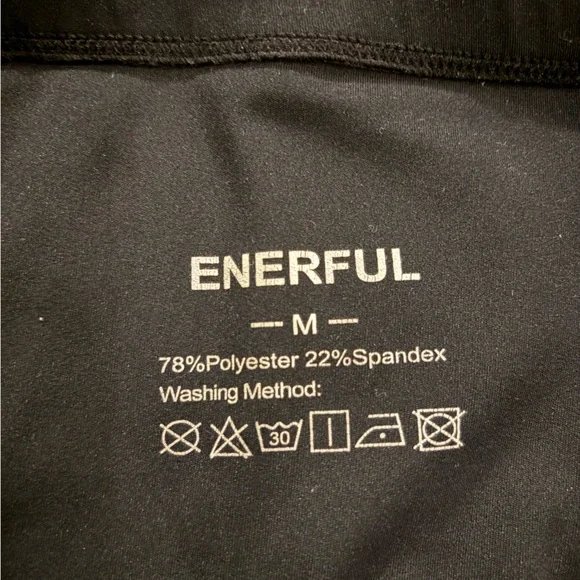 ENERFUL
— M —
78%Polyester 22%Spandex
Washing Method:
30